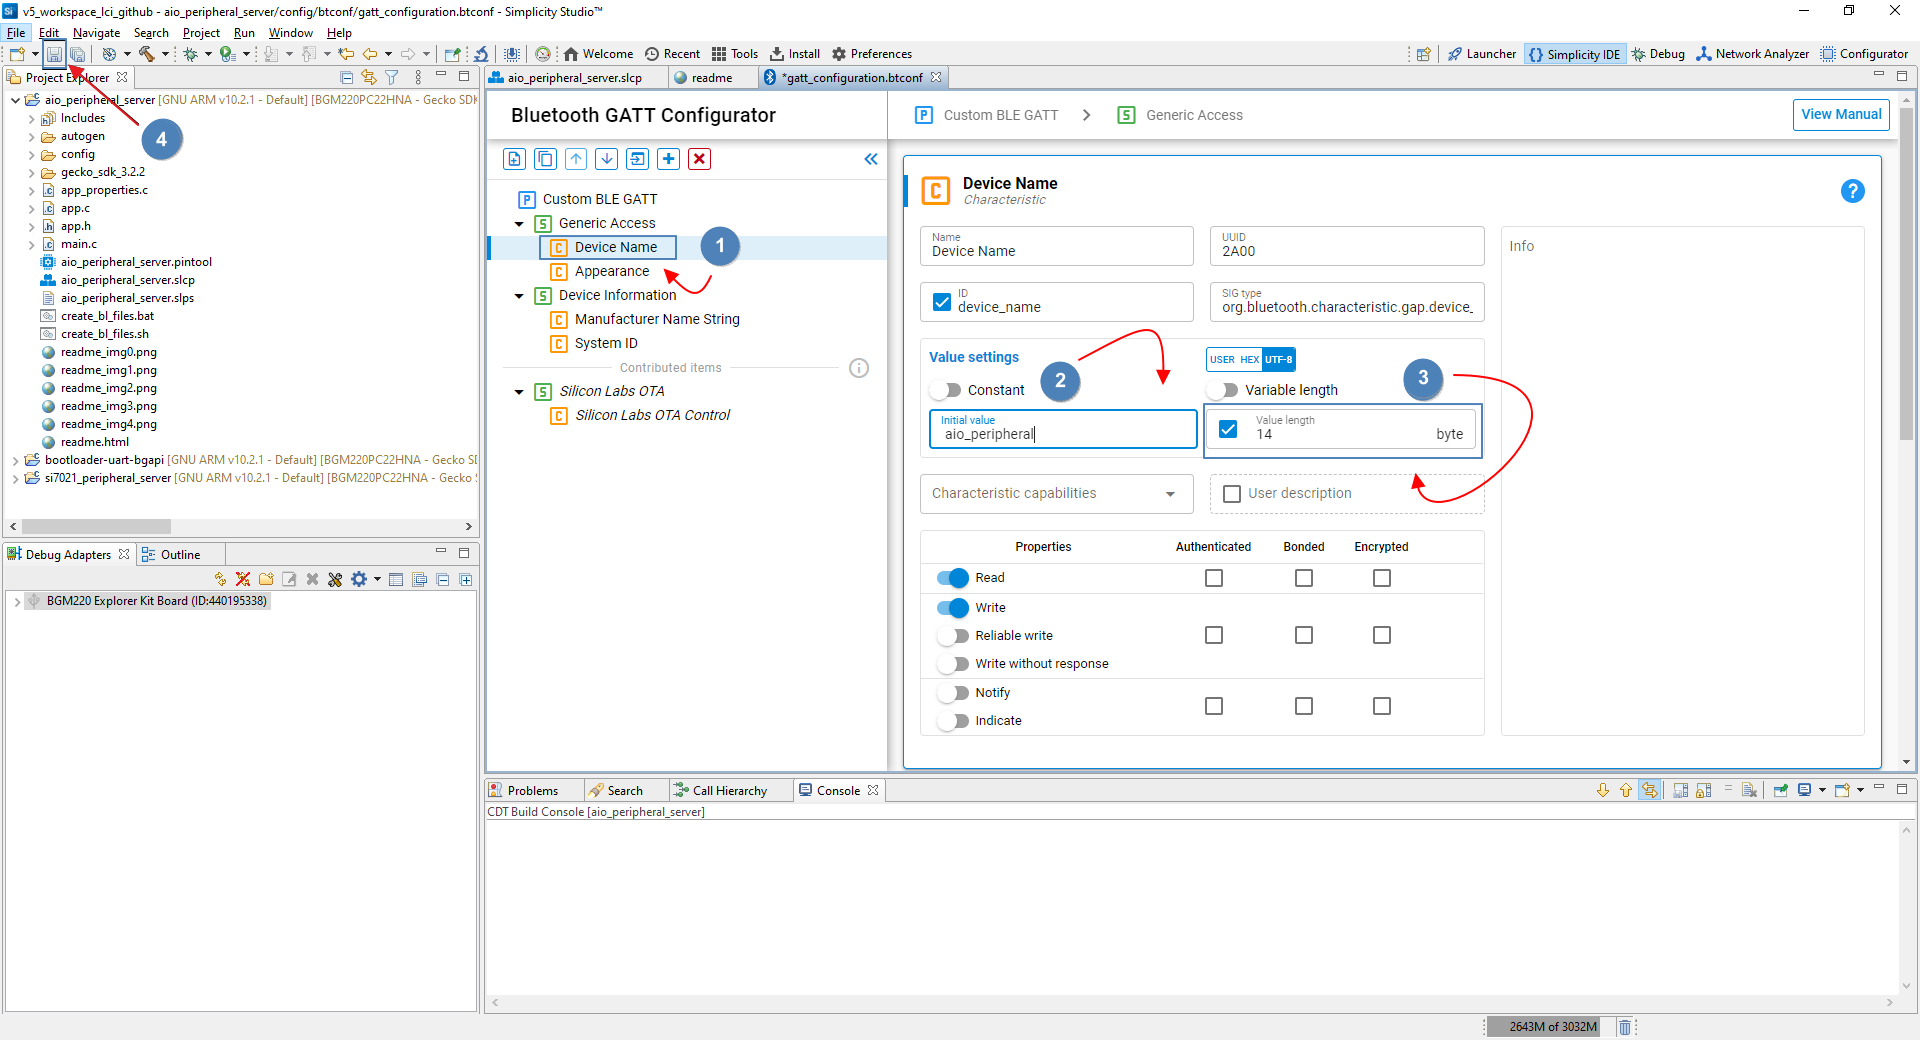 v5_workspace_lci_github - aio_peripheral_server/config/btconf/gatt_configuration.btconf - Simplicity Studio™
File Edit Navigate Search Project Run Window Help
Welcome Recent Tools Install Preferences Launcher Simplicity IDE Debug Network Analyzer Configurator
Project Explorer
aio_peripheral_server [GNU ARM v10.2.1 - Default] [BGM220PC22HNA - Gecko SDK
Includes
autogen
config
gecko_sdk_3.2.2
app_properties.c
app.c
app.h
main.c
aio_peripheral_server.pintool
aio_peripheral_server.slcp
aio_peripheral_server.slps
create_bl_files.bat
create_bl_files.sh
readme_img0.png
readme_img1.png
readme_img2.png
readme_img3.png
readme_img4.png
readme.html
bootloader-uart-bgapi [GNU ARM v10.2.1 - Default] [BGM220PC22HNA - Gecko SI
si7021_peripheral_server [GNU ARM v10.2.1 - Default] [BGM220PC22HNA - Gecko
4
Debug Adapters Outline
BGM220 Explorer Kit Board (ID:440195338)
aio_peripheral_server.slcp readme *gatt_configuration.btconf
Bluetooth GATT Configurator
P Custom BLE GATT
S Generic Access
C Device Name
C Appearance
S Device Information
C Manufacturer Name String
C System ID
Contributed items
S Silicon Labs OTA
C Silicon Labs OTA Control
1
P Custom BLE GATT > S Generic Access
View Manual
C Device Name
Characteristic
?
Name
Device Name
UUID
2A00
Info
ID
device_name
SIG type
org.bluetooth.characteristic.gap.device_
Value settings
USER HEX UTF-8
Constant
2
Variable length
3
Initial value
aio_peripheral
Value length
14 byte
Characteristic capabilities
User description
Properties Authenticated Bonded Encrypted
Read
Write
Reliable write
Write without response
Notify
Indicate
Problems Search Call Hierarchy Console
CDT Build Console [aio_peripheral_server]
2643M of 3032M